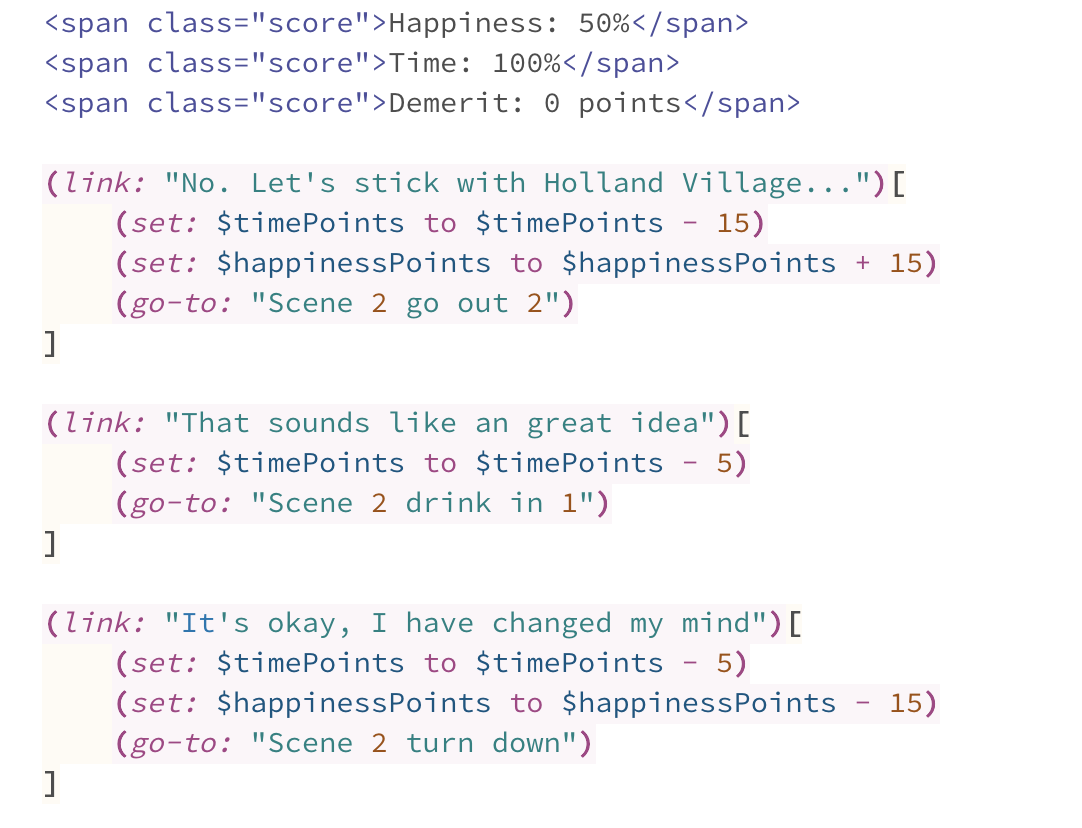 <span class="score">Happiness: 50%</span>
<span class="score">Time: 100%</span>
<span class="score">Demerit: 0 points</span>
(link: "No. Let's stick with Holland Village...")[
(set: $timePoints to $timePoints - 15)
(set: $happinessPoints to $happinessPoints + 15)
(go-to: "Scene 2 go out 2")
]
(link: "That sounds like an great idea")[
(set: $timePoints to $timePoints - 5)
(go-to: "Scene 2 drink in 1")
]
(link: "It's okay, I have changed my mind")[
(set: $timePoints to $timePoints - 5)
(set: $happinessPoints to $happinessPoints - 15)
(go-to: "Scene 2 turn down")
]